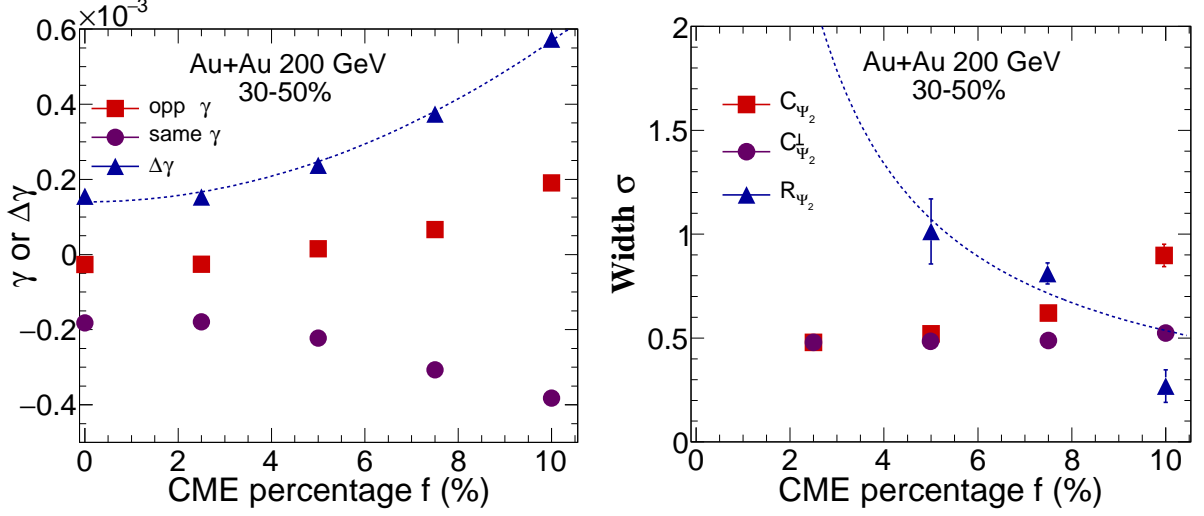 ×10⁻³
0.6
0.4
0.2
0
−0.2
−0.4
γ or Δγ
Au+Au 200 GeV
30-50%
opp γ
same γ
Δγ
0 2 4 6 8 10
CME percentage f (%)
2
1.5
1
0.5
0
Width σ
Au+Au 200 GeV
30-50%
C_Ψ₂
C^⊥_Ψ₂
R_Ψ₂
0 2 4 6 8 10
CME percentage f (%)